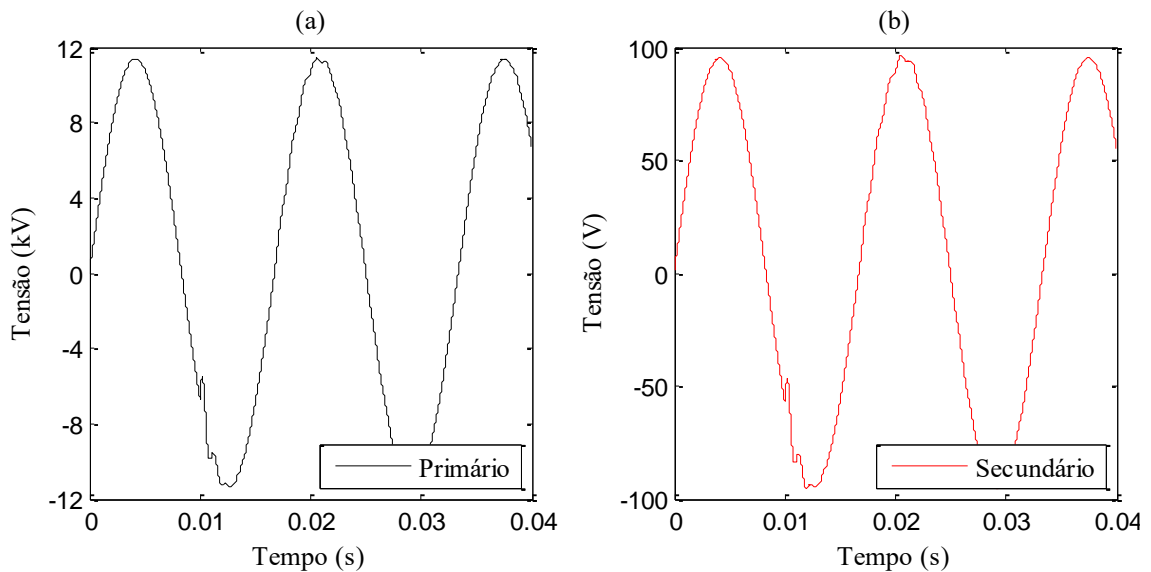 (a)
12
8
4
0
-4
-8
-12
Tensão (kV)
Primário
0
0.01
0.02
0.03
0.04
Tempo (s)
(b)
100
50
0
-50
-100
Tensão (V)
Secundário
0
0.01
0.02
0.03
0.04
Tempo (s)